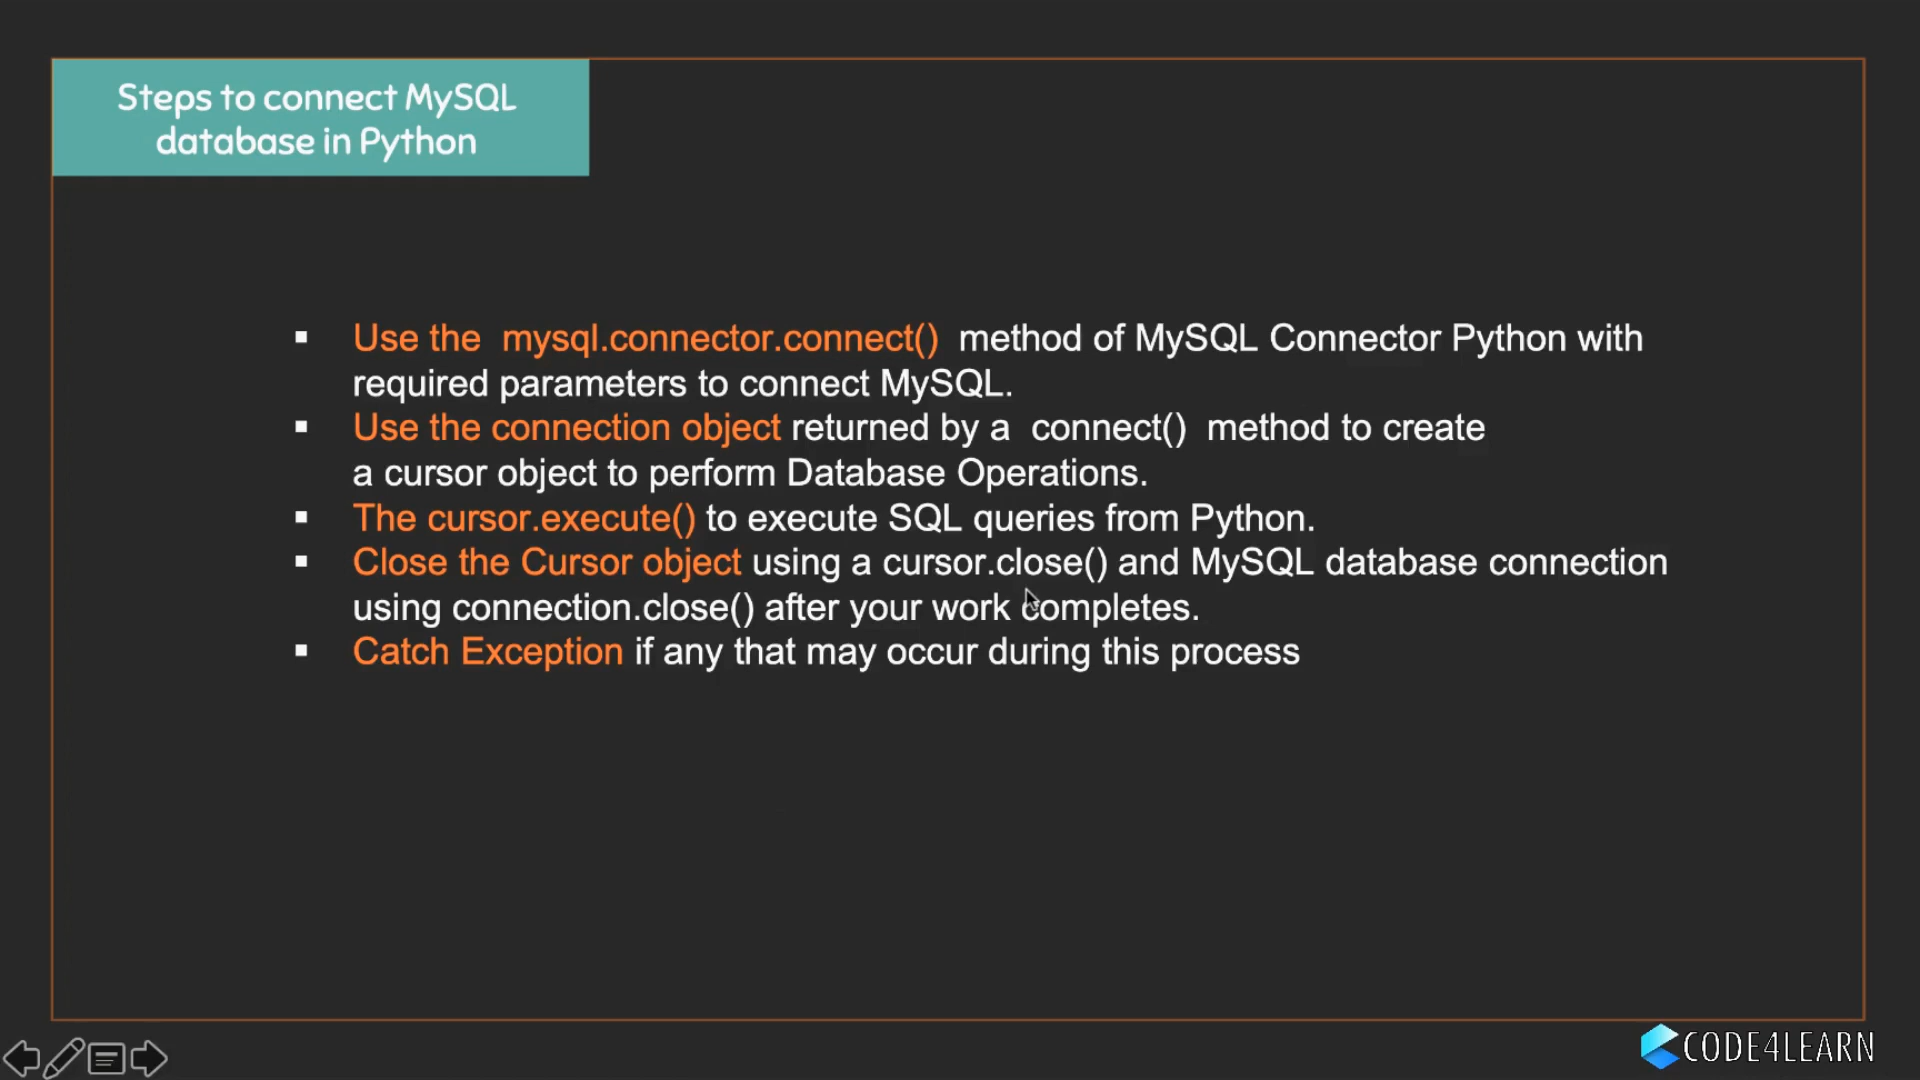 Steps to connect MySQL
database in Python
▪ Use the mysql.connector.connect() method of MySQL Connector Python with
required parameters to connect MySQL.
▪ Use the connection object returned by a connect() method to create
a cursor object to perform Database Operations.
▪ The cursor.execute() to execute SQL queries from Python.
▪ Close the Cursor object using a cursor.close() and MySQL database connection
using connection.close() after your work completes.
▪ Catch Exception if any that may occur during this process
CODE4LEARN